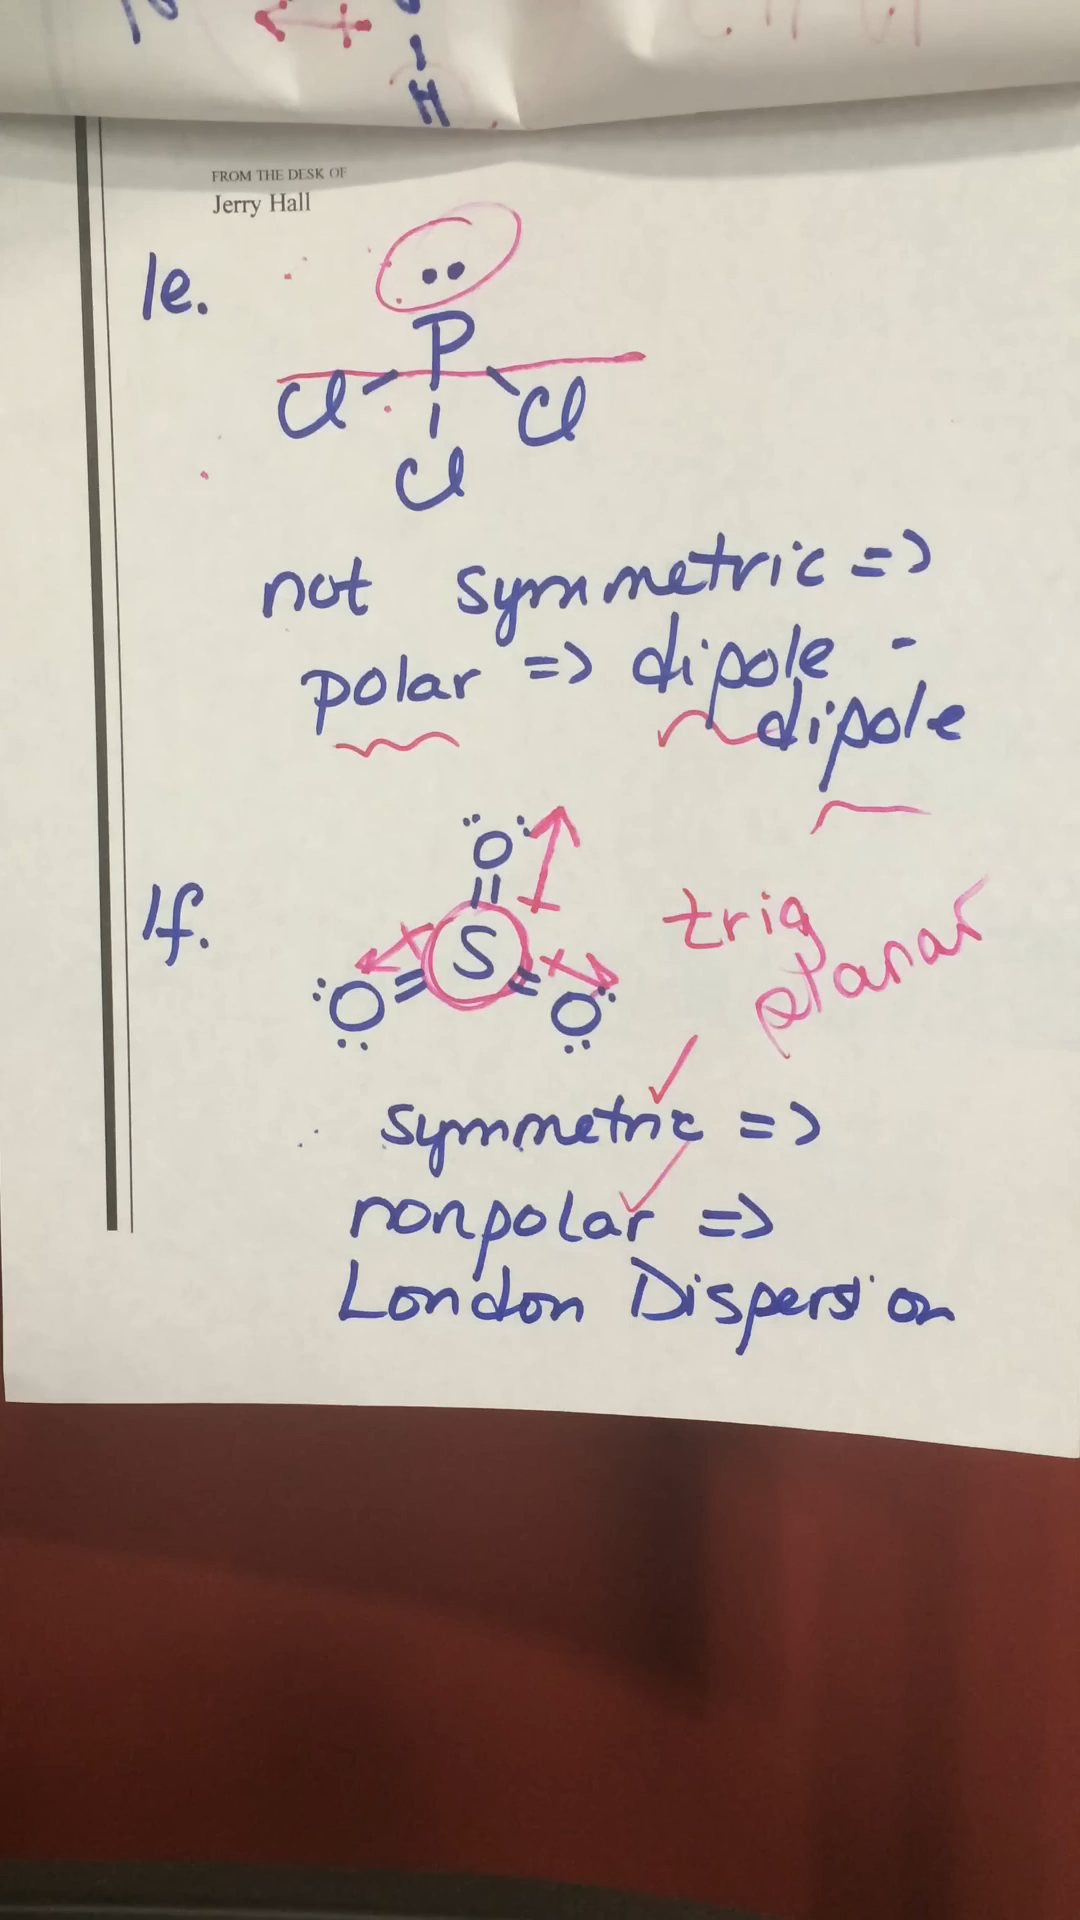 H
FROM THE DESK OF
Jerry Hall
1e.
P
Cl Cl
Cl
not symmetric =>
polar => dipole -
dipole
O
1f.
S
trig
planar
O O
symmetric =>
nonpolar =>
London Dispersion